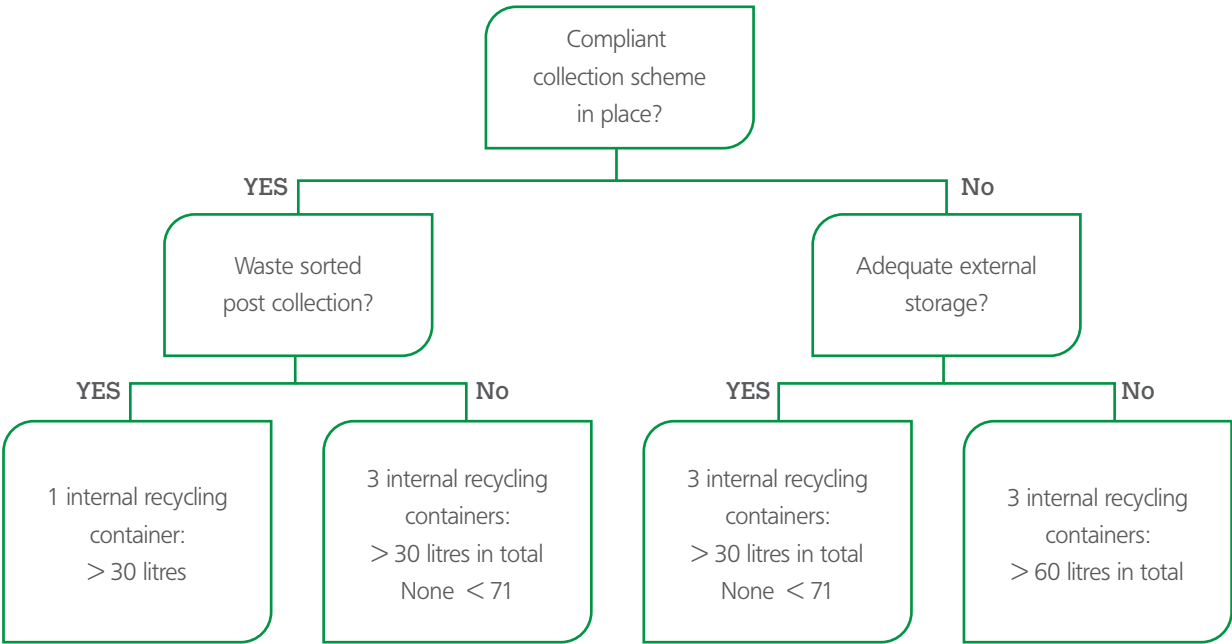 Compliant
collection scheme
in place?
YES
No
Waste sorted
post collection?
Adequate external
storage?
YES
No
YES
No
1 internal recycling
container:
> 30 litres
3 internal recycling
containers:
> 30 litres in total
None < 71
3 internal recycling
containers:
> 30 litres in total
None < 71
3 internal recycling
containers:
> 60 litres in total